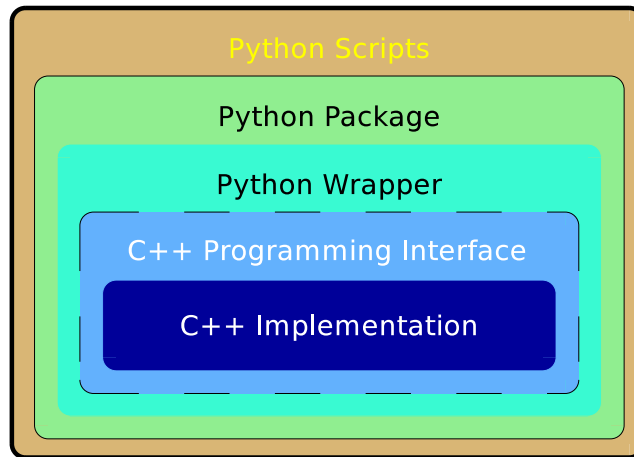 Python Scripts
Python Package
Python Wrapper
C++ Programming Interface
C++ Implementation